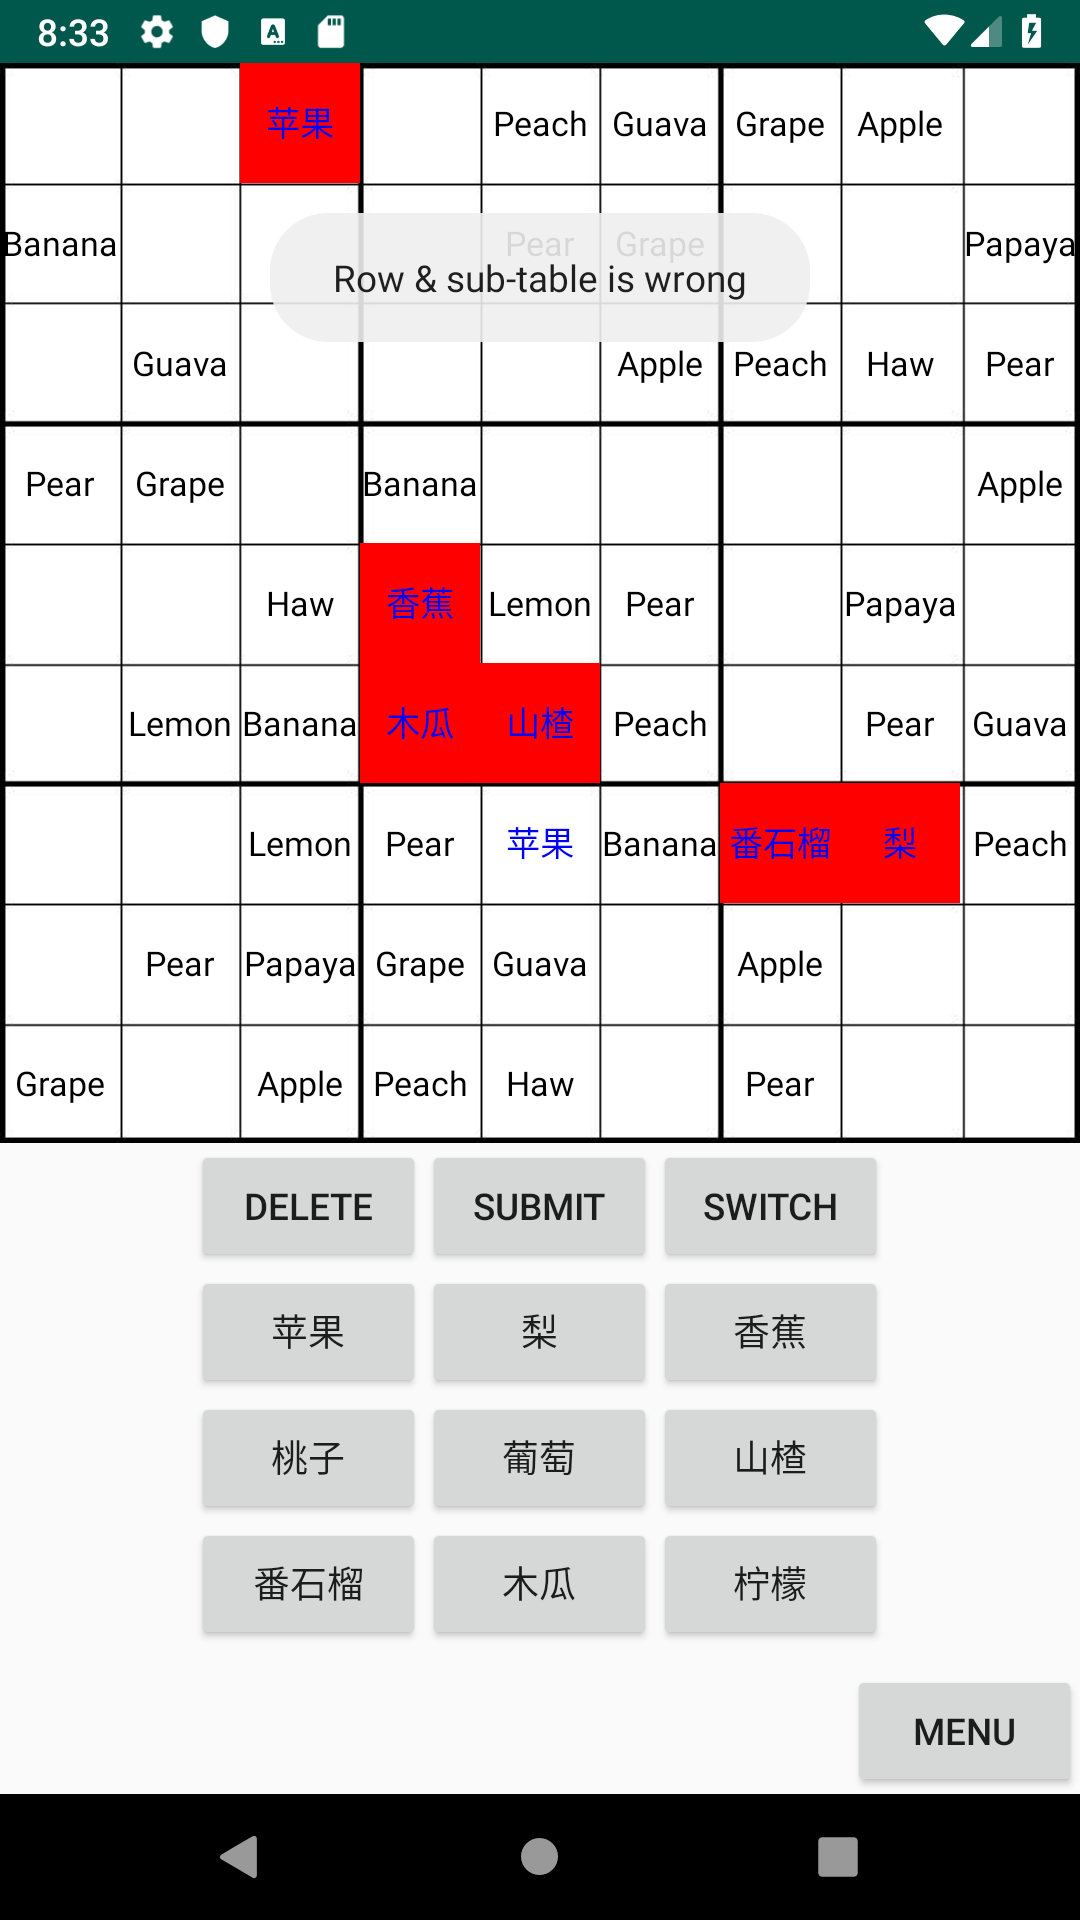 8:33
苹果 Peach Guava Grape Apple
Banana Pear Grape Papaya
Row & sub-table is wrong
Guava Apple Peach Haw Pear
Pear Grape Banana Apple
Haw 香蕉 Lemon Pear Papaya
Lemon Banana 木瓜 山楂 Peach Pear Guava
Lemon Pear 苹果 Banana 番石榴 梨 Peach
Pear Papaya Grape Guava Apple
Grape Apple Peach Haw Pear
DELETE SUBMIT SWITCH
苹果 梨 香蕉
桃子 葡萄 山楂
番石榴 木瓜 柠檬
MENU